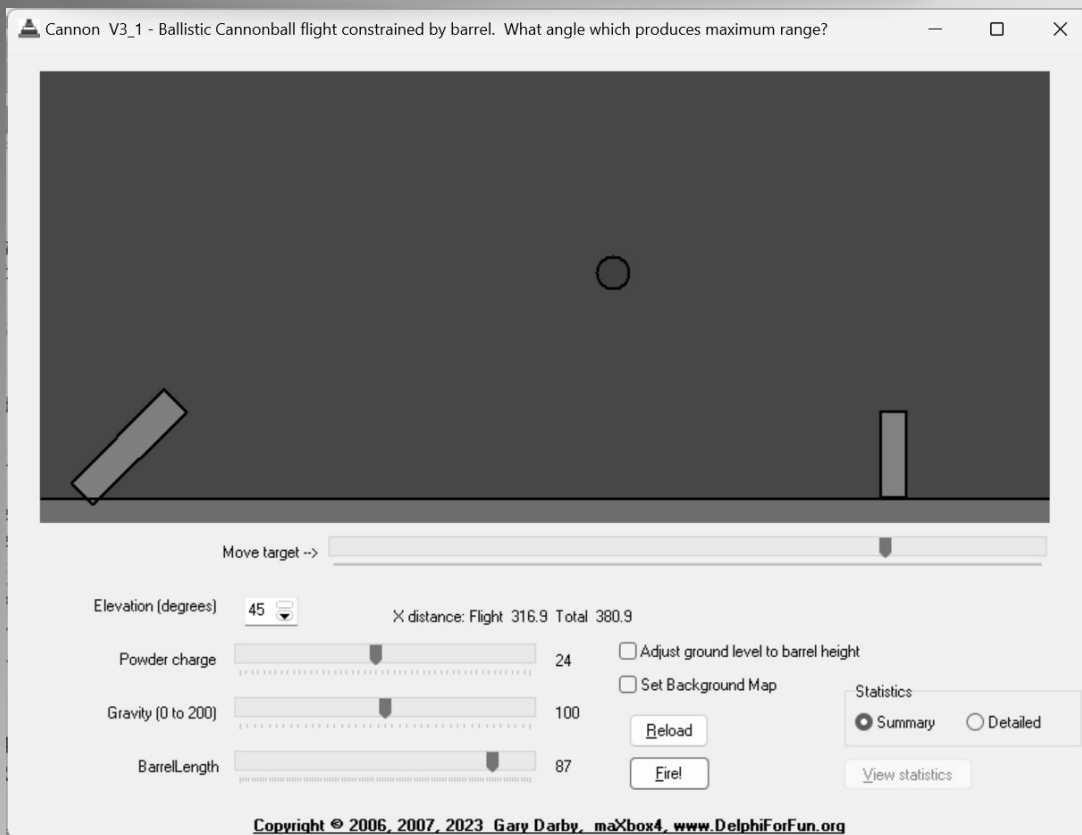 Cannon V3_1 - Ballistic Cannonball flight constrained by barrel. What angle which produces maximum range?
Move target -->
Elevation (degrees) 45 X distance: Flight 316.9 Total 380.9
Powder charge 24
Adjust ground level to barrel height
Set Background Map
Gravity (0 to 200) 100
Statistics
Summary Detailed
Reload
BarrelLength 87
Fire!
View statistics
Copyright © 2006, 2007, 2023 Gary Darby, maXbox4, www.DelphiForFun.org